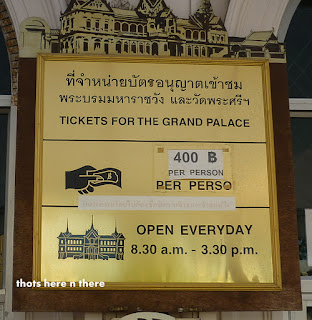 ที่จำหน่ายบัตรอนุญาตเข้าชม
พระบรมมหาราชวัง และวัดพระศรีฯ
TICKETS FOR THE GRAND PALACE
400 ฿
PER PERSON
PER PERSO
OPEN EVERYDAY
8.30 a.m. - 3.30 p.m.
thots here n there